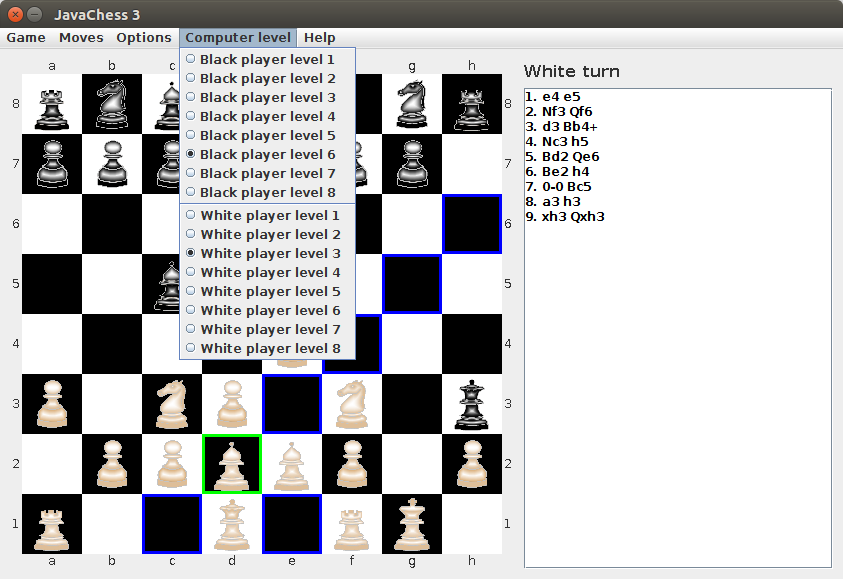 JavaChess 3
Game Moves Options Computer level Help
Black player level 1
Black player level 2
Black player level 3
Black player level 4
Black player level 5
Black player level 6
Black player level 7
Black player level 8
White player level 1
White player level 2
White player level 3
White player level 4
White player level 5
White player level 6
White player level 7
White player level 8
a b c g h
8 8
7 7
6 6
5 5
4 4
3 3
2 2
1 1
a b c d e f g h
White turn
1. e4 e5
2. Nf3 Qf6
3. d3 Bb4+
4. Nc3 h5
5. Bd2 Qe6
6. Be2 h4
7. 0-0 Bc5
8. a3 h3
9. xh3 Qxh3